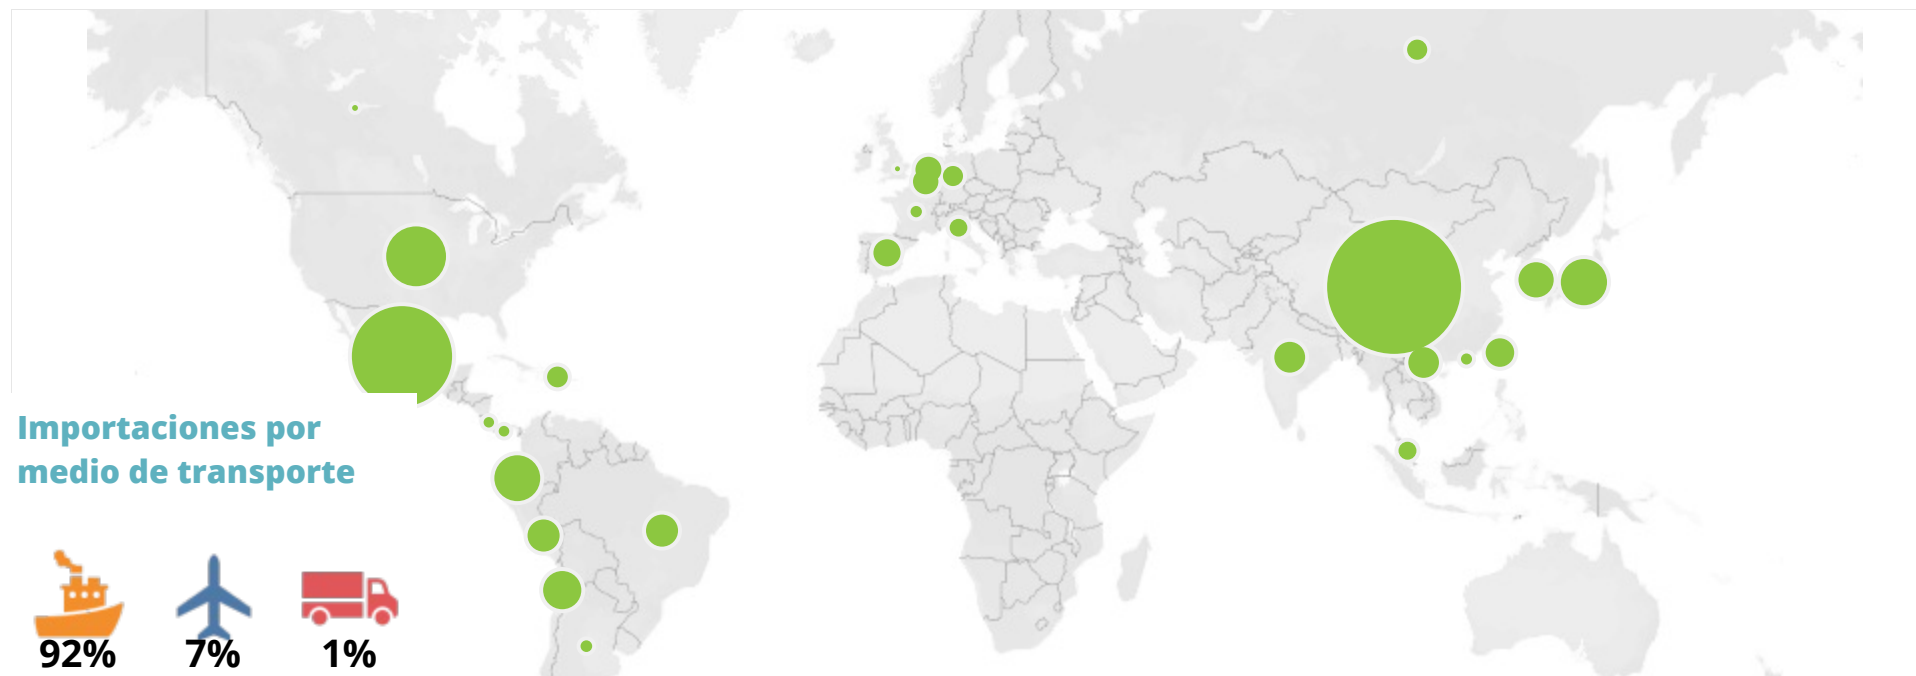 Importaciones por
medio de transporte
92% 7% 1%